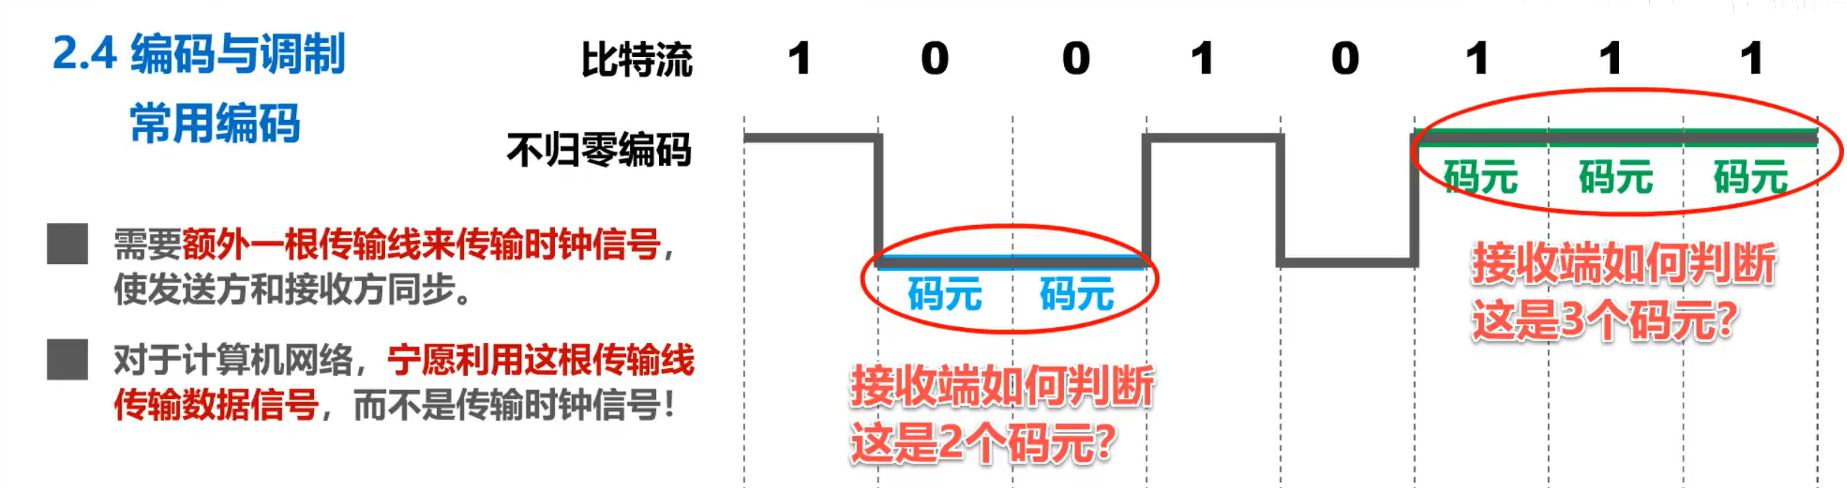 2.4 编码与调制
常用编码
比特流 1 0 0 1 0 1 1 1
不归零编码
码元 码元 码元
码元 码元
接收端如何判断
这是3个码元？
接收端如何判断
这是2个码元？
需要额外一根传输线来传输时钟信号，
使发送方和接收方同步。
对于计算机网络，宁愿利用这根传输线
传输数据信号，而不是传输时钟信号！